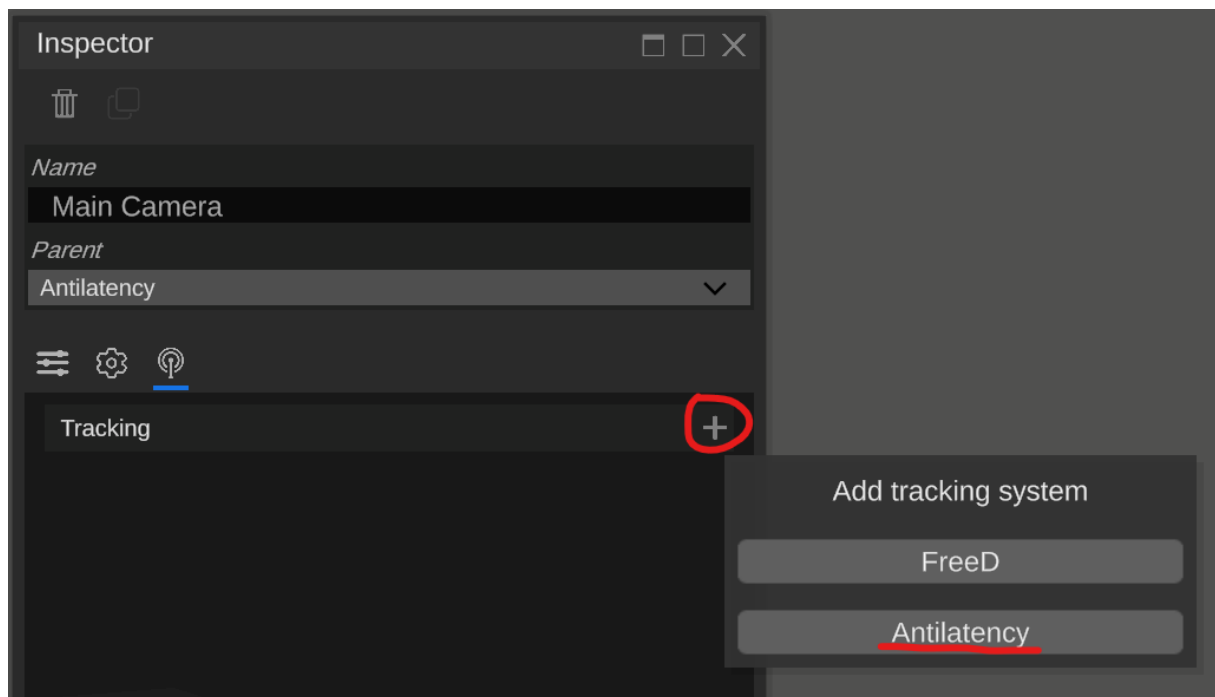 Inspector
Name
Main Camera
Parent
Antilatency
Tracking
Add tracking system
FreeD
Antilatency